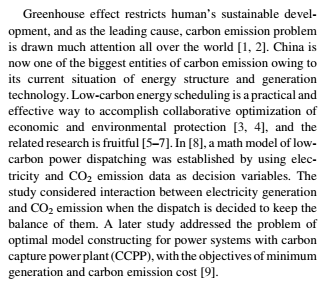 Greenhouse effect restricts human's sustainable devel-
opment, and as the leading cause, carbon emission problem
is drawn much attention all over the world [1, 2]. China is
now one of the biggest entities of carbon emission owing to
its current situation of energy structure and generation
technology. Low-carbon energy scheduling is a practical and
effective way to accomplish collaborative optimization of
economic and environmental protection [3, 4], and the
related research is fruitful [5–7]. In [8], a math model of low-
carbon power dispatching was established by using elec-
tricity and CO₂ emission data as decision variables. The
study considered interaction between electricity generation
and CO₂ emission when the dispatch is decided to keep the
balance of them. A later study addressed the problem of
optimal model constructing for power systems with carbon
capture power plant (CCPP), with the objectives of minimum
generation and carbon emission cost [9].